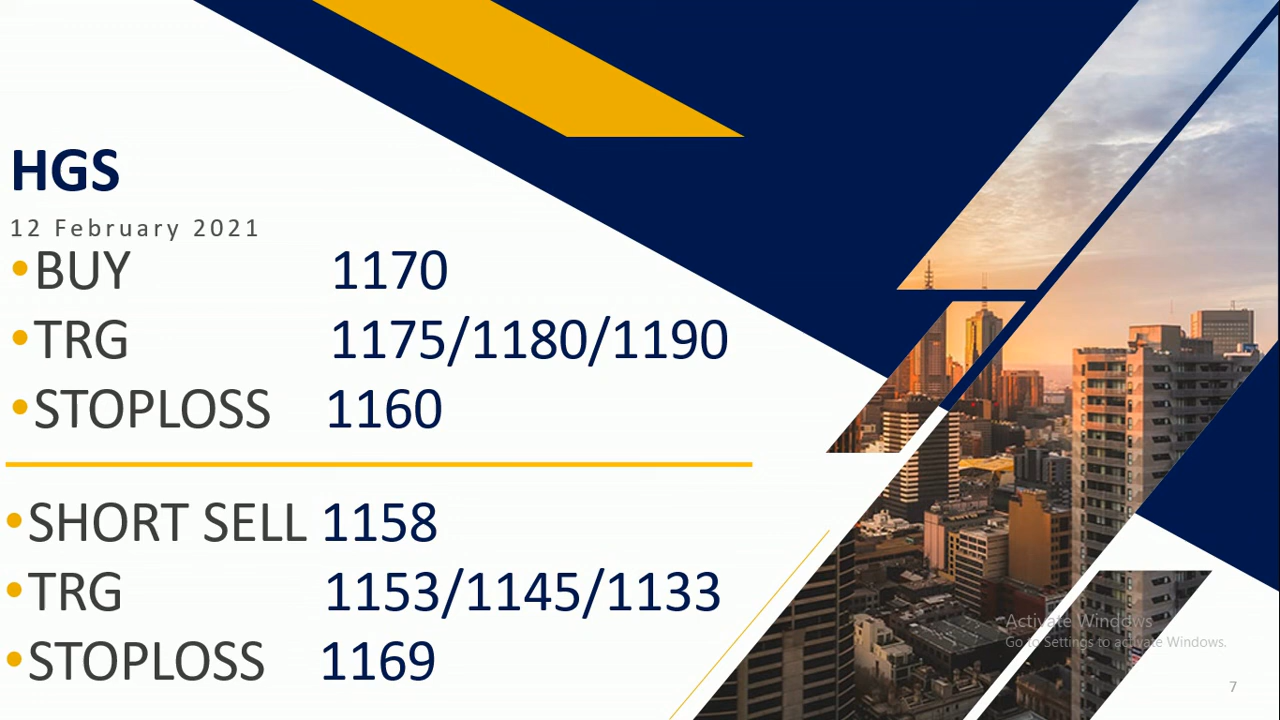 HGS
12 February 2021
•BUY 1170
•TRG 1175/1180/1190
•STOPLOSS 1160
•SHORT SELL 1158
•TRG 1153/1145/1133
•STOPLOSS 1169
Activate Windows
Go to Settings to activate Windows.
7